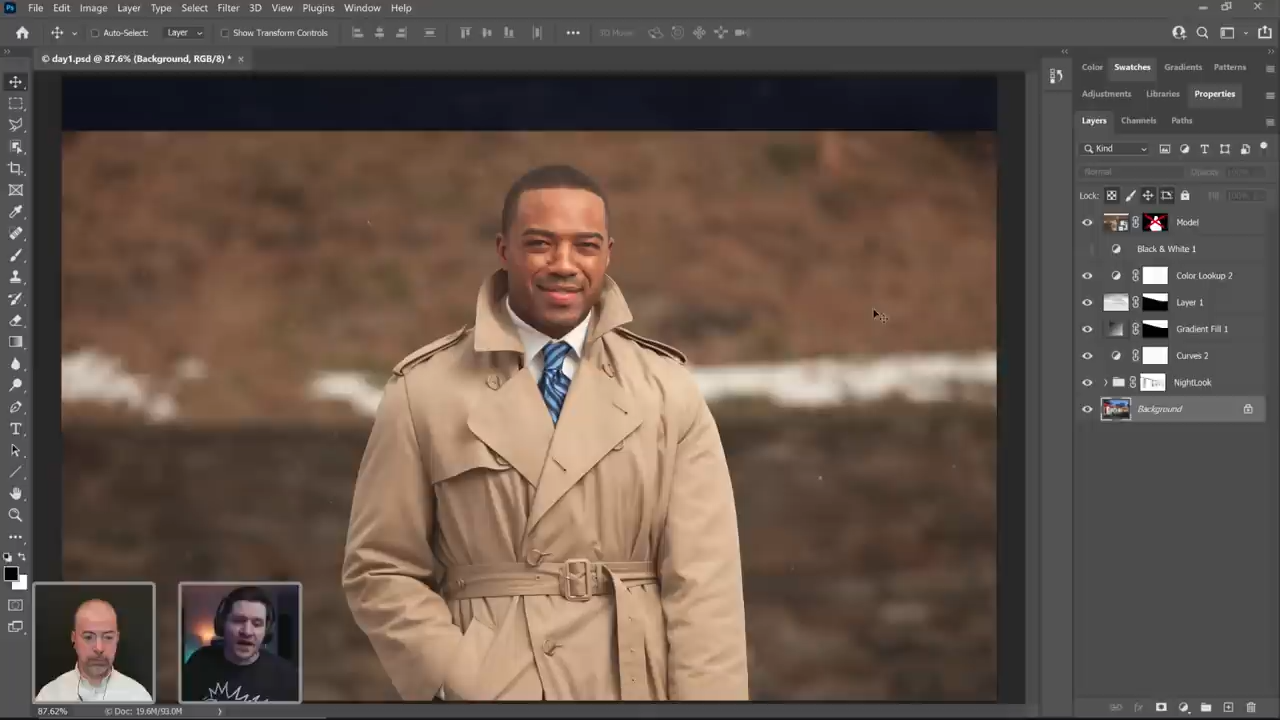 Ps File Edit Image Layer Type Select Filter 3D View Plugins Window Help
Auto-Select: Layer Show Transform Controls 3D Mode:
© day1.psd @ 87.6% (Background, RGB/8) *
Color Swatches Gradients Patterns
Adjustments Libraries Properties
Layers Channels Paths
Kind
Normal Opacity: 100%
Lock: Fill: 100%
Model
Black & White 1
Color Lookup 2
Layer 1
Gradient Fill 1
Curves 2
NightLook
Background
87.62% © Doc: 19.6M/93.0M